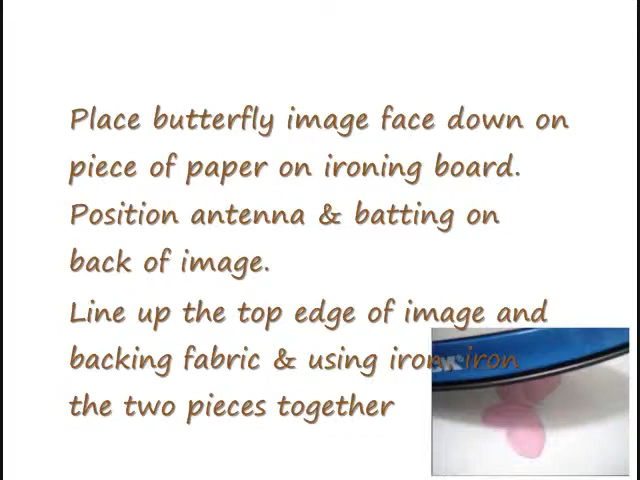 Place butterfly image face down on
piece of paper on ironing board.
Position antenna & batting on
back of image.
Line up the top edge of image and
backing fabric & using iron, iron
the two pieces together